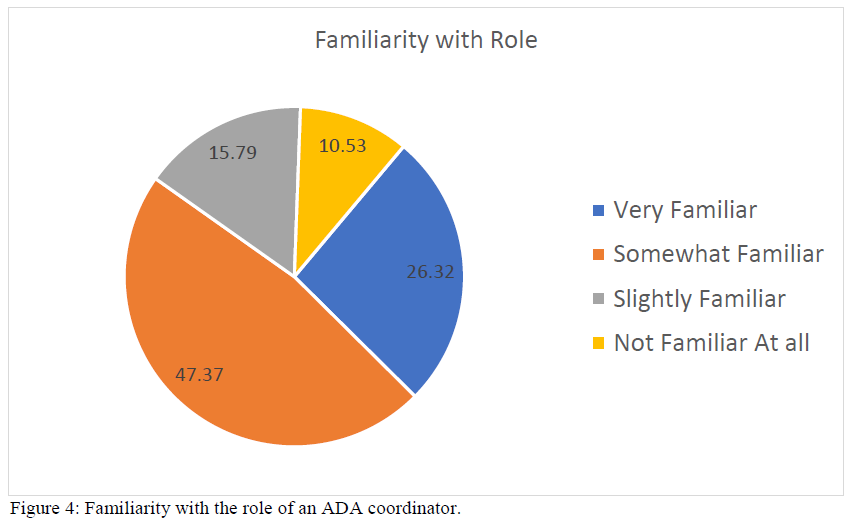 Familiarity with Role
15.79
10.53
26.32
47.37
Very Familiar
Somewhat Familiar
Slightly Familiar
Not Familiar At all
Figure 4: Familiarity with the role of an ADA coordinator.